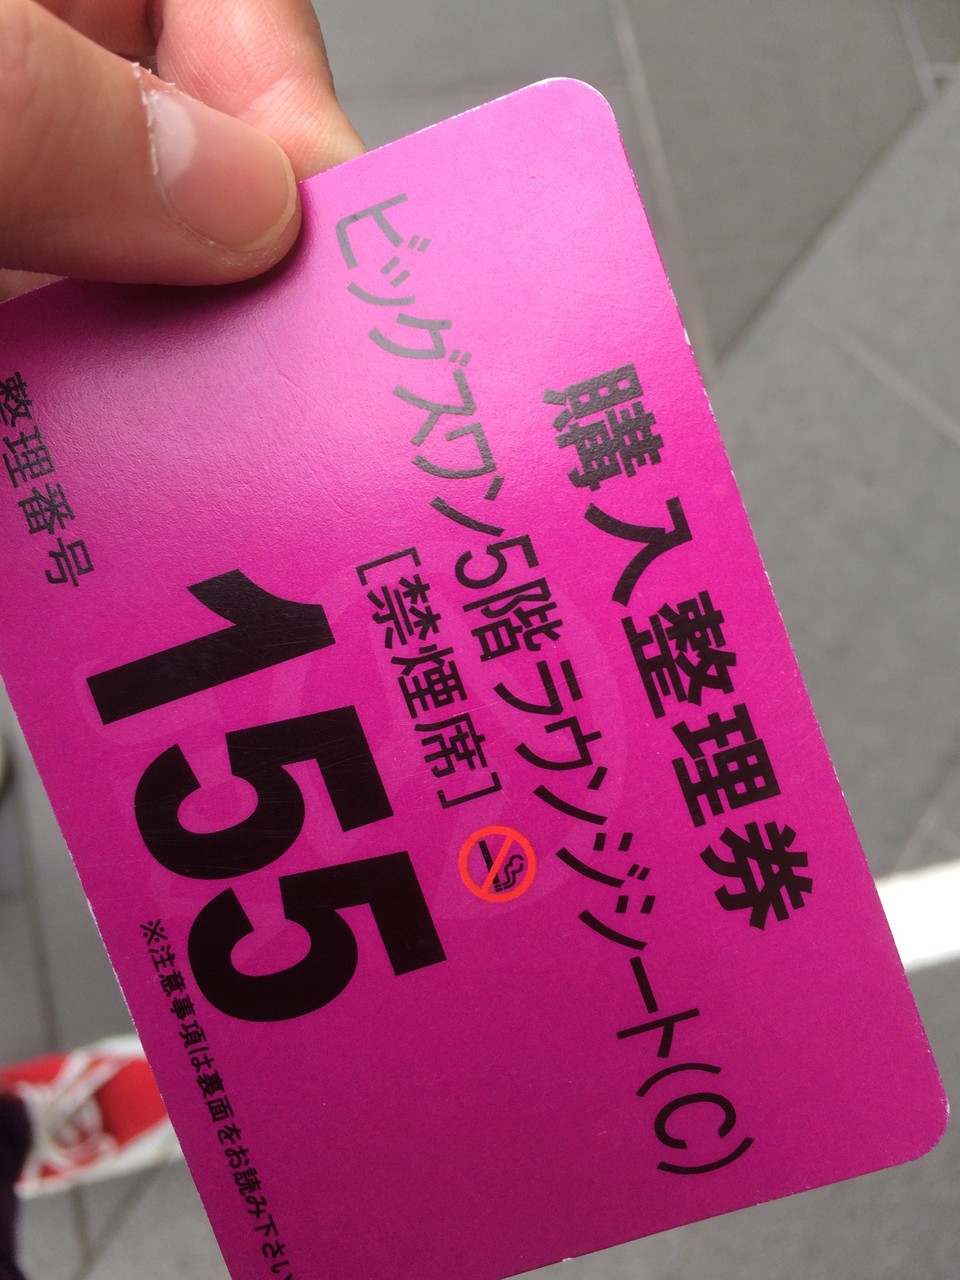 購入整理券
ビッグスワン5階ラウンジシート(C)
[禁煙席]
整理番号
155
※注意事項は裏面をお読み下さい